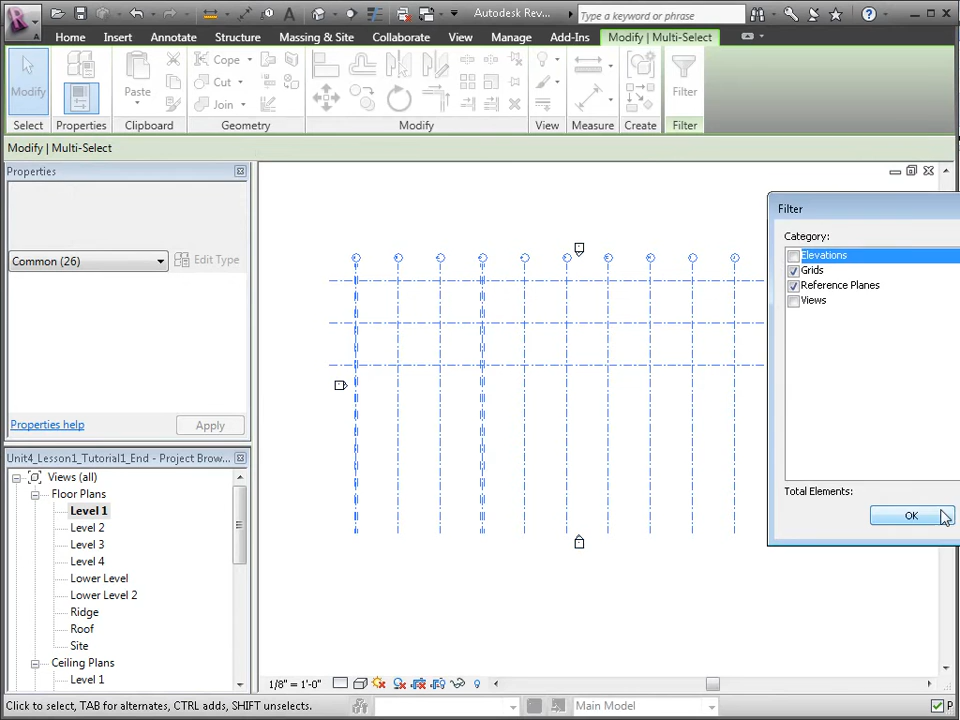 Autodesk Rev...
Type a keyword or phrase
Home Insert Annotate Structure Massing & Site Collaborate View Manage Add-Ins Modify | Multi-Select
Modify Paste Cope Cut Join Filter
Select Properties Clipboard Geometry Modify View Measure Create Filter
Modify | Multi-Select
Properties
Common (26) Edit Type
Properties help Apply
Unit4_Lesson1_Tutorial1_End - Project Brow...
Views (all)
Floor Plans
Level 1
Level 2
Level 3
Level 4
Lower Level
Lower Level 2
Ridge
Roof
Site
Ceiling Plans
Level 1
Filter
Category:
Elevations
Grids
Reference Planes
Views
Total Elements:
OK
1/8" = 1'-0"
Click to select, TAB for alternates, CTRL adds, SHIFT unselects.
Main Model
P